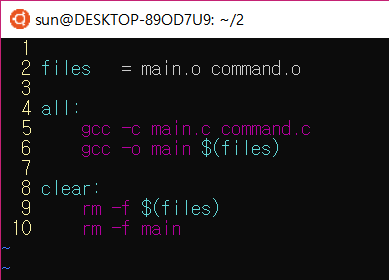 sun@DESKTOP-89OD7U9: ~/2
1
2 files   = main.o command.o
3
4 all:
5     gcc -c main.c command.c
6     gcc -o main $(files)
7
8 clear:
9     rm -f $(files)
10     rm -f main
~
~